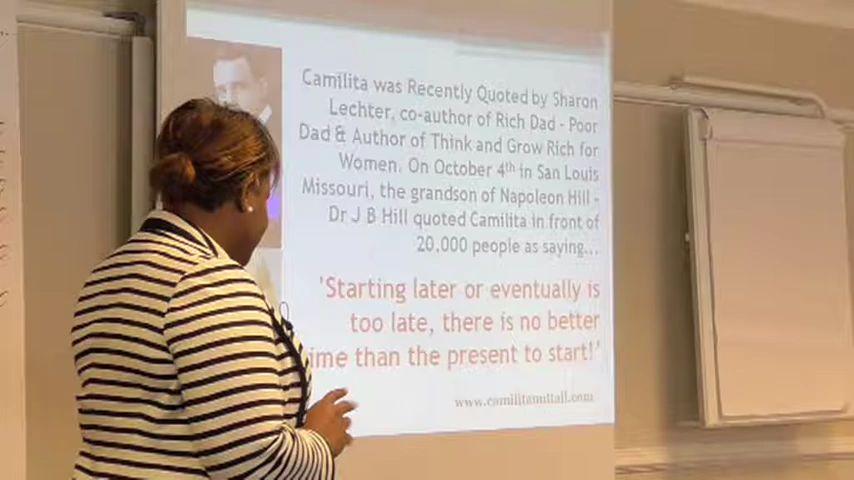 Camilita was Recently Quoted by Sharon
Lechter, co-author of Rich Dad - Poor
Dad & Author of Think and Grow Rich for
Women. On October 4th in San Louis
Missouri, the grandson of Napoleon Hill -
Dr J B Hill quoted Camilita in front of
20,000 people as saying...
'Starting later or eventually is
too late, there is no better
ime than the present to start!'
www.camilitanuttall.com